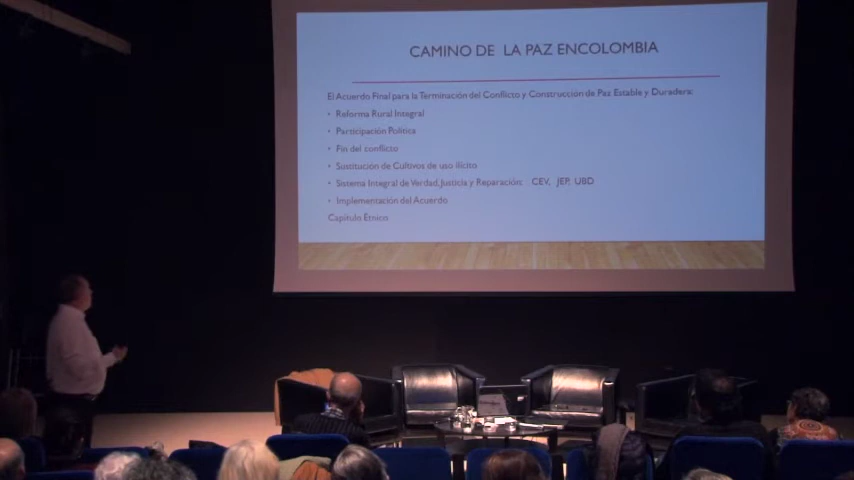 CAMINO DE LA PAZ ENCOLOMBIA
El Acuerdo Final para la Terminación del Conflicto y Construcción de Paz Estable y Duradera:
• Reforma Rural Integral
• Participación Política
• Fin del conflicto
• Sustitución de Cultivos de uso ilícito
• Sistema Integral de Verdad, Justicia y Reparación: CEV, JEP, UBD
• Implementación del Acuerdo
Capítulo Étnico